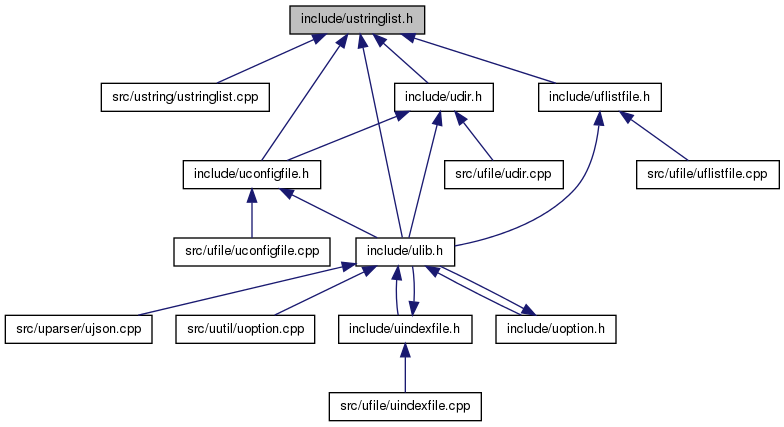 include/ustringlist.h
src/ustring/ustringlist.cpp
include/udir.h
include/uflistfile.h
include/uconfigfile.h
src/ufile/udir.cpp
src/ufile/uflistfile.cpp
src/ufile/uconfigfile.cpp
include/ulib.h
src/uparser/ujson.cpp
src/uutil/uoption.cpp
include/uindexfile.h
include/uoption.h
src/ufile/uindexfile.cpp